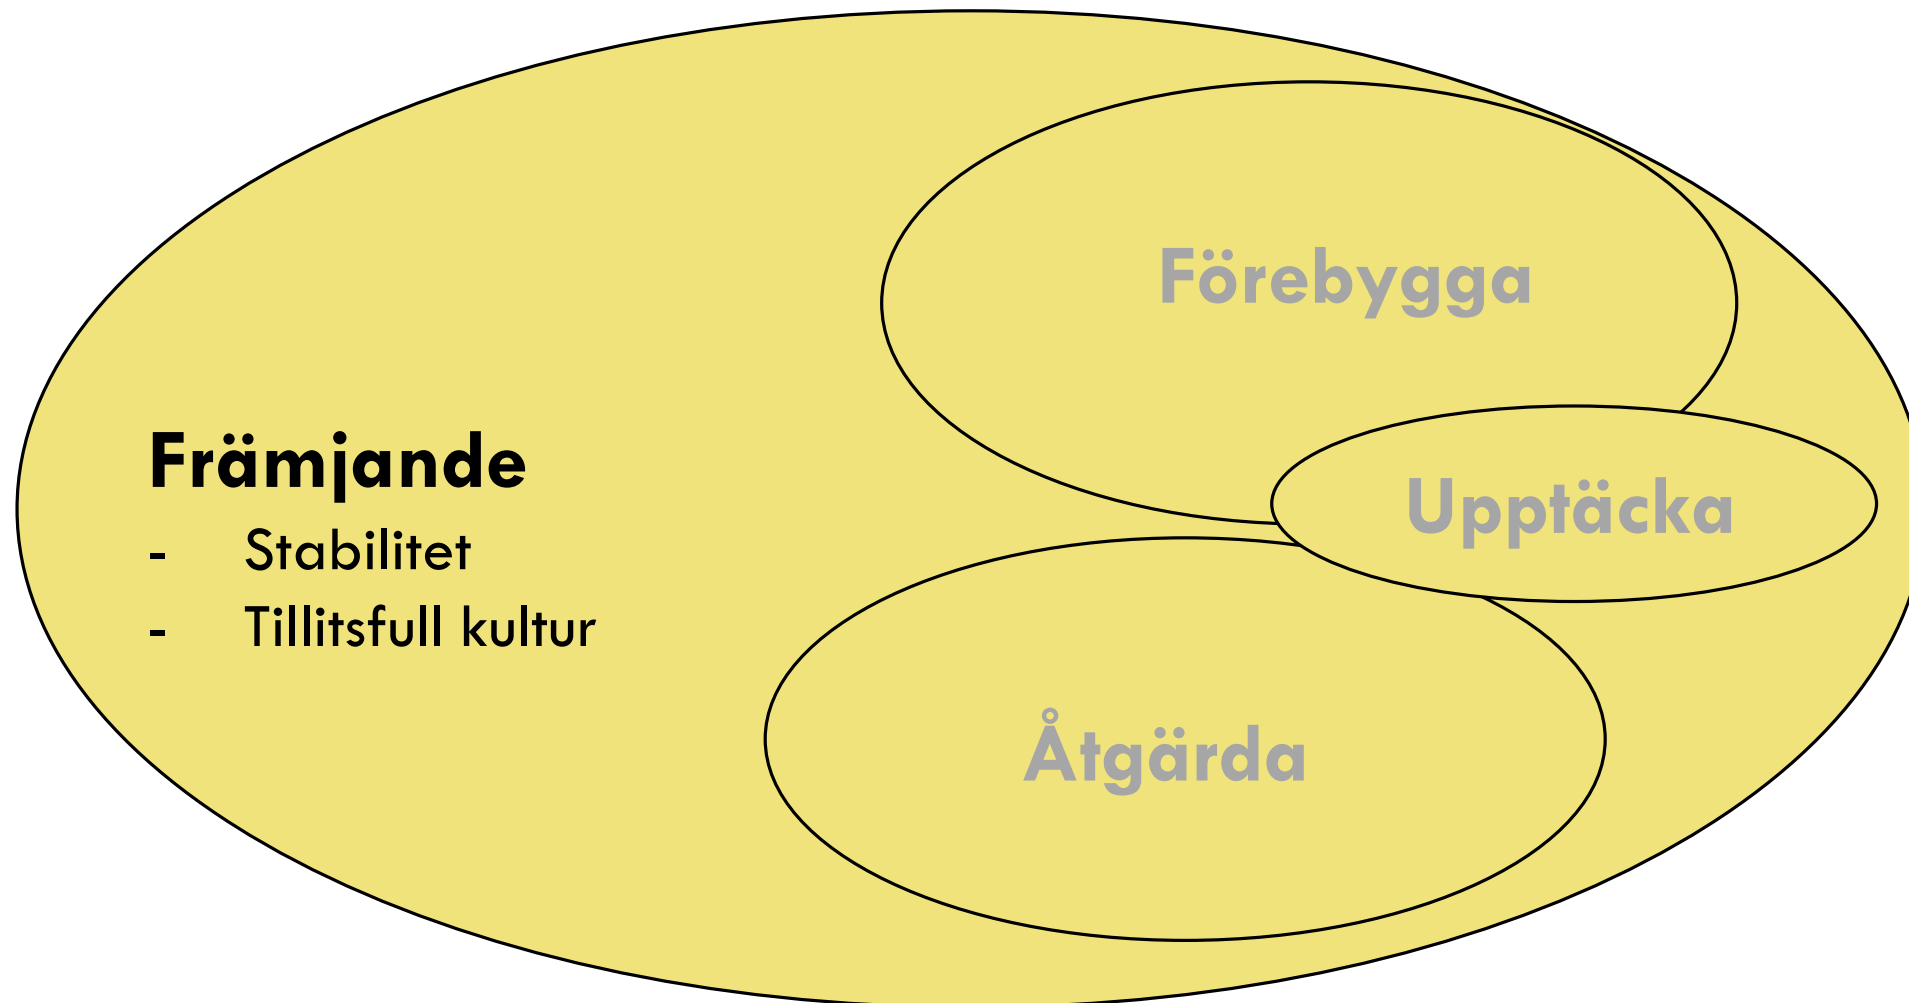 Förebygga
Främjande
- Stabilitet
- Tillitsfull kultur
Upptäcka
Åtgärda